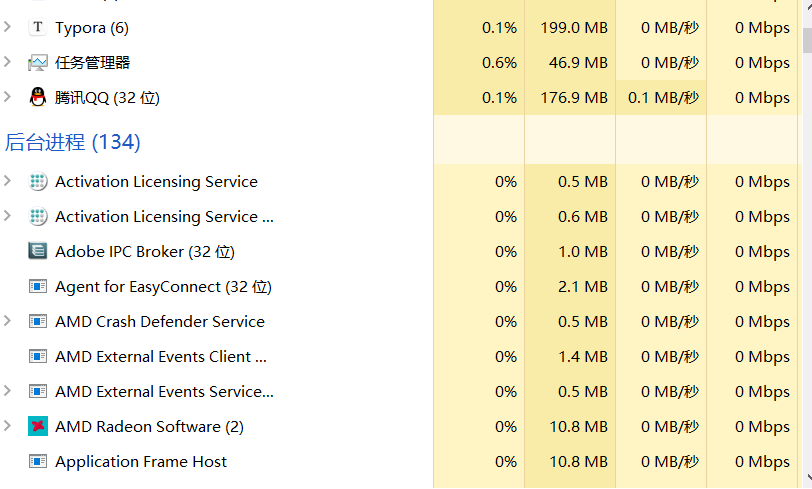 Typora (6) 0.1% 199.0 MB 0 MB/秒 0 Mbps
任务管理器 0.6% 46.9 MB 0 MB/秒 0 Mbps
腾讯QQ (32 位) 0.1% 176.9 MB 0.1 MB/秒 0 Mbps
后台进程 (134)
Activation Licensing Service 0% 0.5 MB 0 MB/秒 0 Mbps
Activation Licensing Service ... 0% 0.6 MB 0 MB/秒 0 Mbps
Adobe IPC Broker (32 位) 0% 1.0 MB 0 MB/秒 0 Mbps
Agent for EasyConnect (32 位) 0% 2.1 MB 0 MB/秒 0 Mbps
AMD Crash Defender Service 0% 0.5 MB 0 MB/秒 0 Mbps
AMD External Events Client ... 0% 1.4 MB 0 MB/秒 0 Mbps
AMD External Events Service... 0% 0.5 MB 0 MB/秒 0 Mbps
AMD Radeon Software (2) 0% 10.8 MB 0 MB/秒 0 Mbps
Application Frame Host 0% 10.8 MB 0 MB/秒 0 Mbps